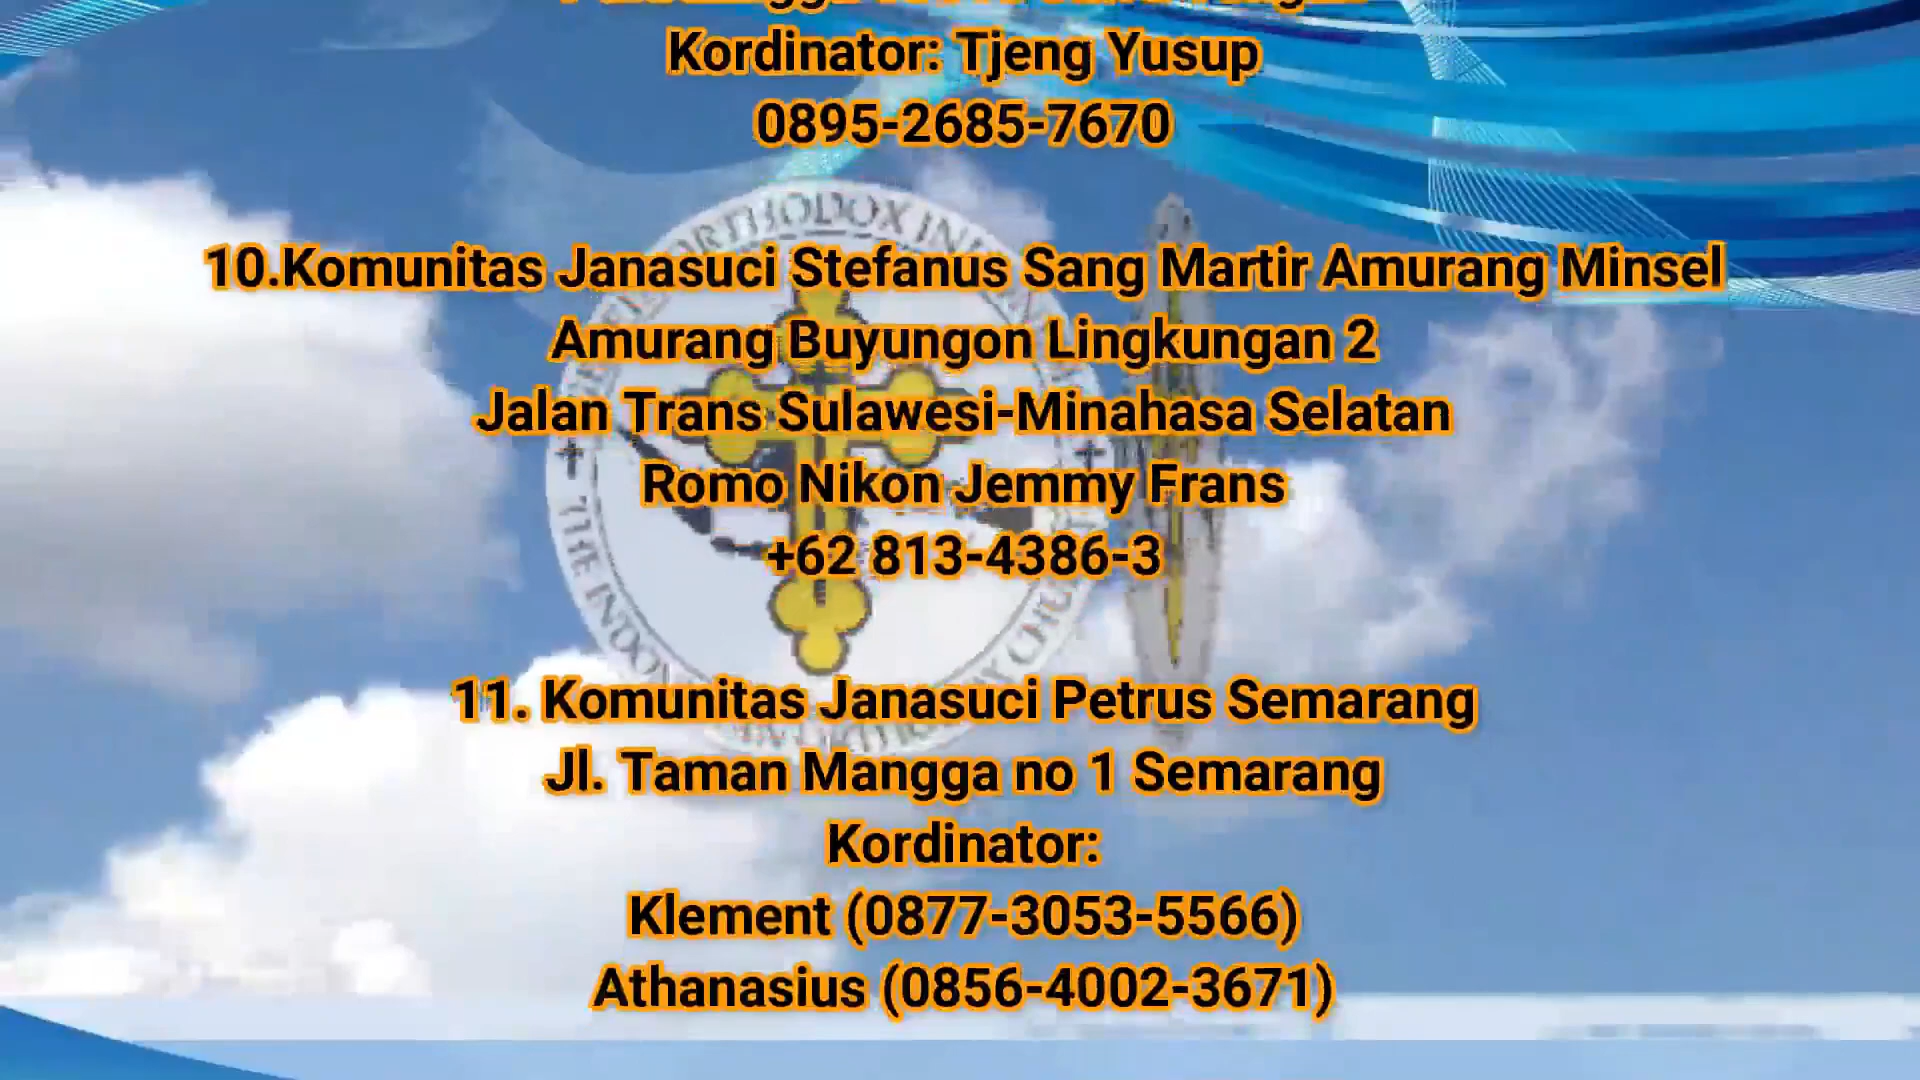 Kordinator: Tjeng Yusup
0895-2685-7670
10.Komunitas Janasuci Stefanus Sang Martir Amurang Minsel
Amurang Buyungon Lingkungan 2
Jalan Trans Sulawesi-Minahasa Selatan
Romo Nikon Jemmy Frans
+62 813-4386-3
11. Komunitas Janasuci Petrus Semarang
Jl. Taman Mangga no 1 Semarang
Kordinator:
Klement (0877-3053-5566)
Athanasius (0856-4002-3671)
ORTHODOX
THE